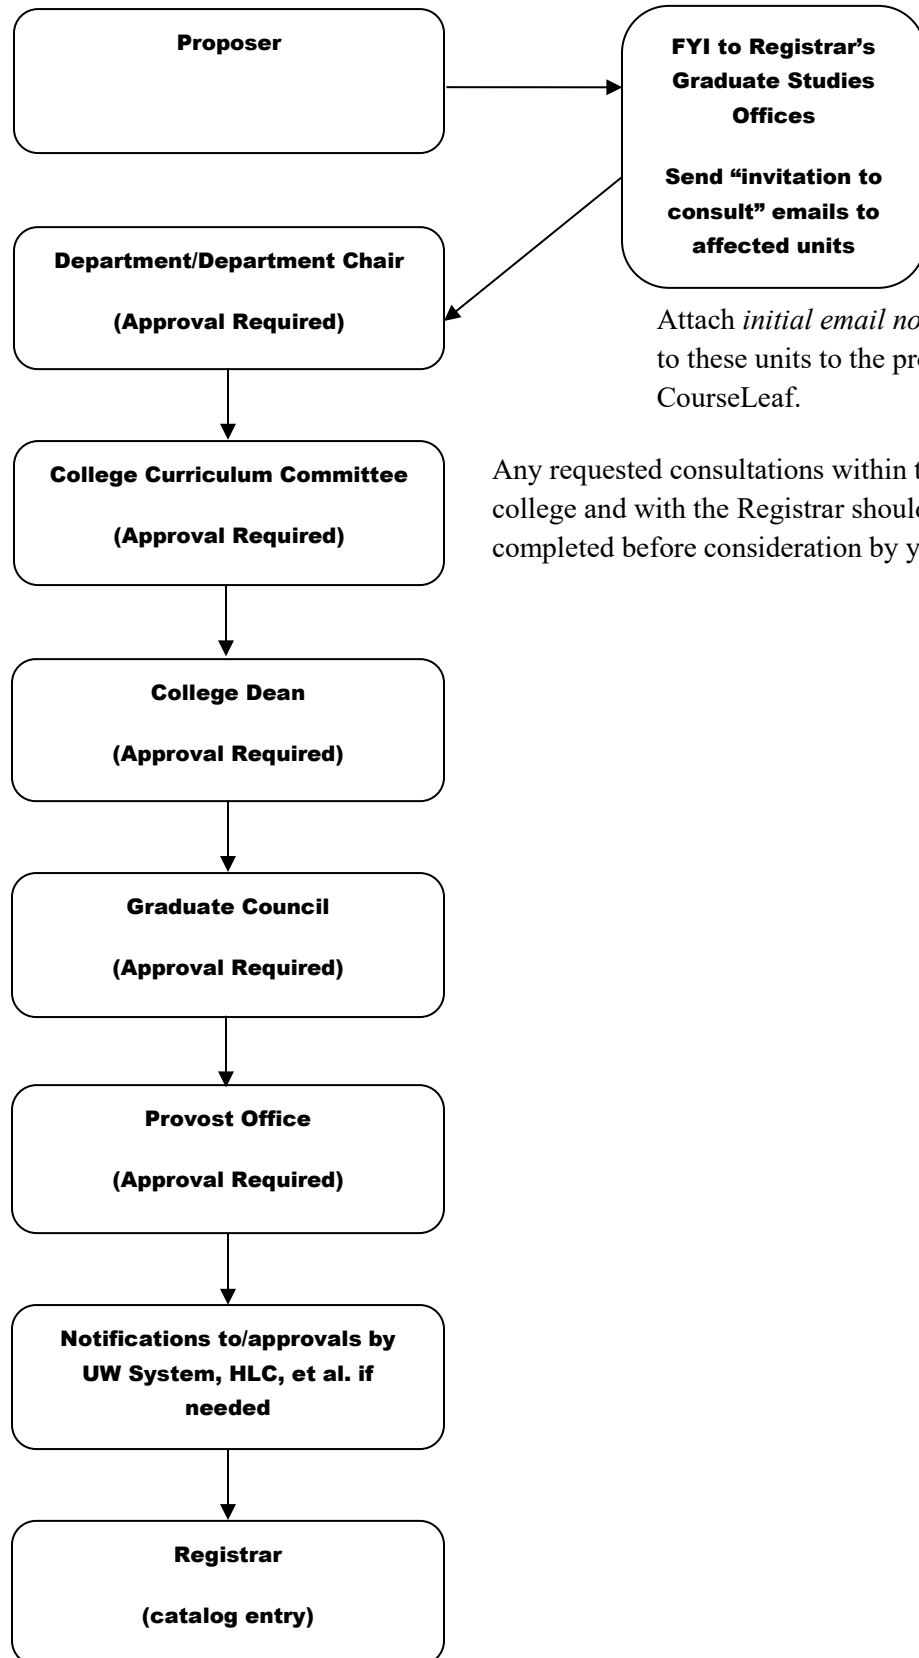 Proposer
FYI to Registrar’s
Graduate Studies
Offices
Send “invitation to
consult” emails to
affected units
Department/Department Chair
(Approval Required)
Attach initial email
to these units to the
CourseLeaf.
College Curriculum Committee
(Approval Required)
Any requested consultations within
college and with the Registrar
completed before consideration by
College Dean
(Approval Required)
Graduate Council
(Approval Required)
Provost Office
(Approval Required)
Notifications to/approvals by
UW System, HLC, et al. if
needed
Registrar
(catalog entry)